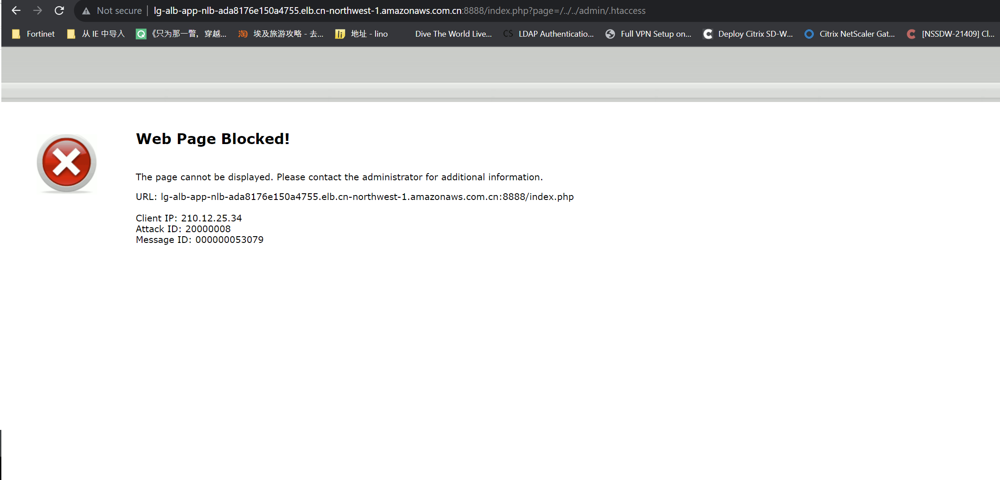 Not secure | lg-alb-app-nlb-ada8176e150a4755.elb.cn-northwest-1.amazonaws.com.cn:8888/index.php?page=/../../admin/.htaccess
Fortinet 从 IE 中导入 《只为那一瞥，穿越... 淘 埃及旅游攻略 - 去... li 地址 - lino Dive The World Live... CS LDAP Authenticatio... Full VPN Setup on... Deploy Citrix SD-W... Citrix NetScaler Gat... [NSSDW-21409] Cl...
Web Page Blocked!
The page cannot be displayed. Please contact the administrator for additional information.
URL: lg-alb-app-nlb-ada8176e150a4755.elb.cn-northwest-1.amazonaws.com.cn:8888/index.php
Client IP: 210.12.25.34
Attack ID: 20000008
Message ID: 000000053079